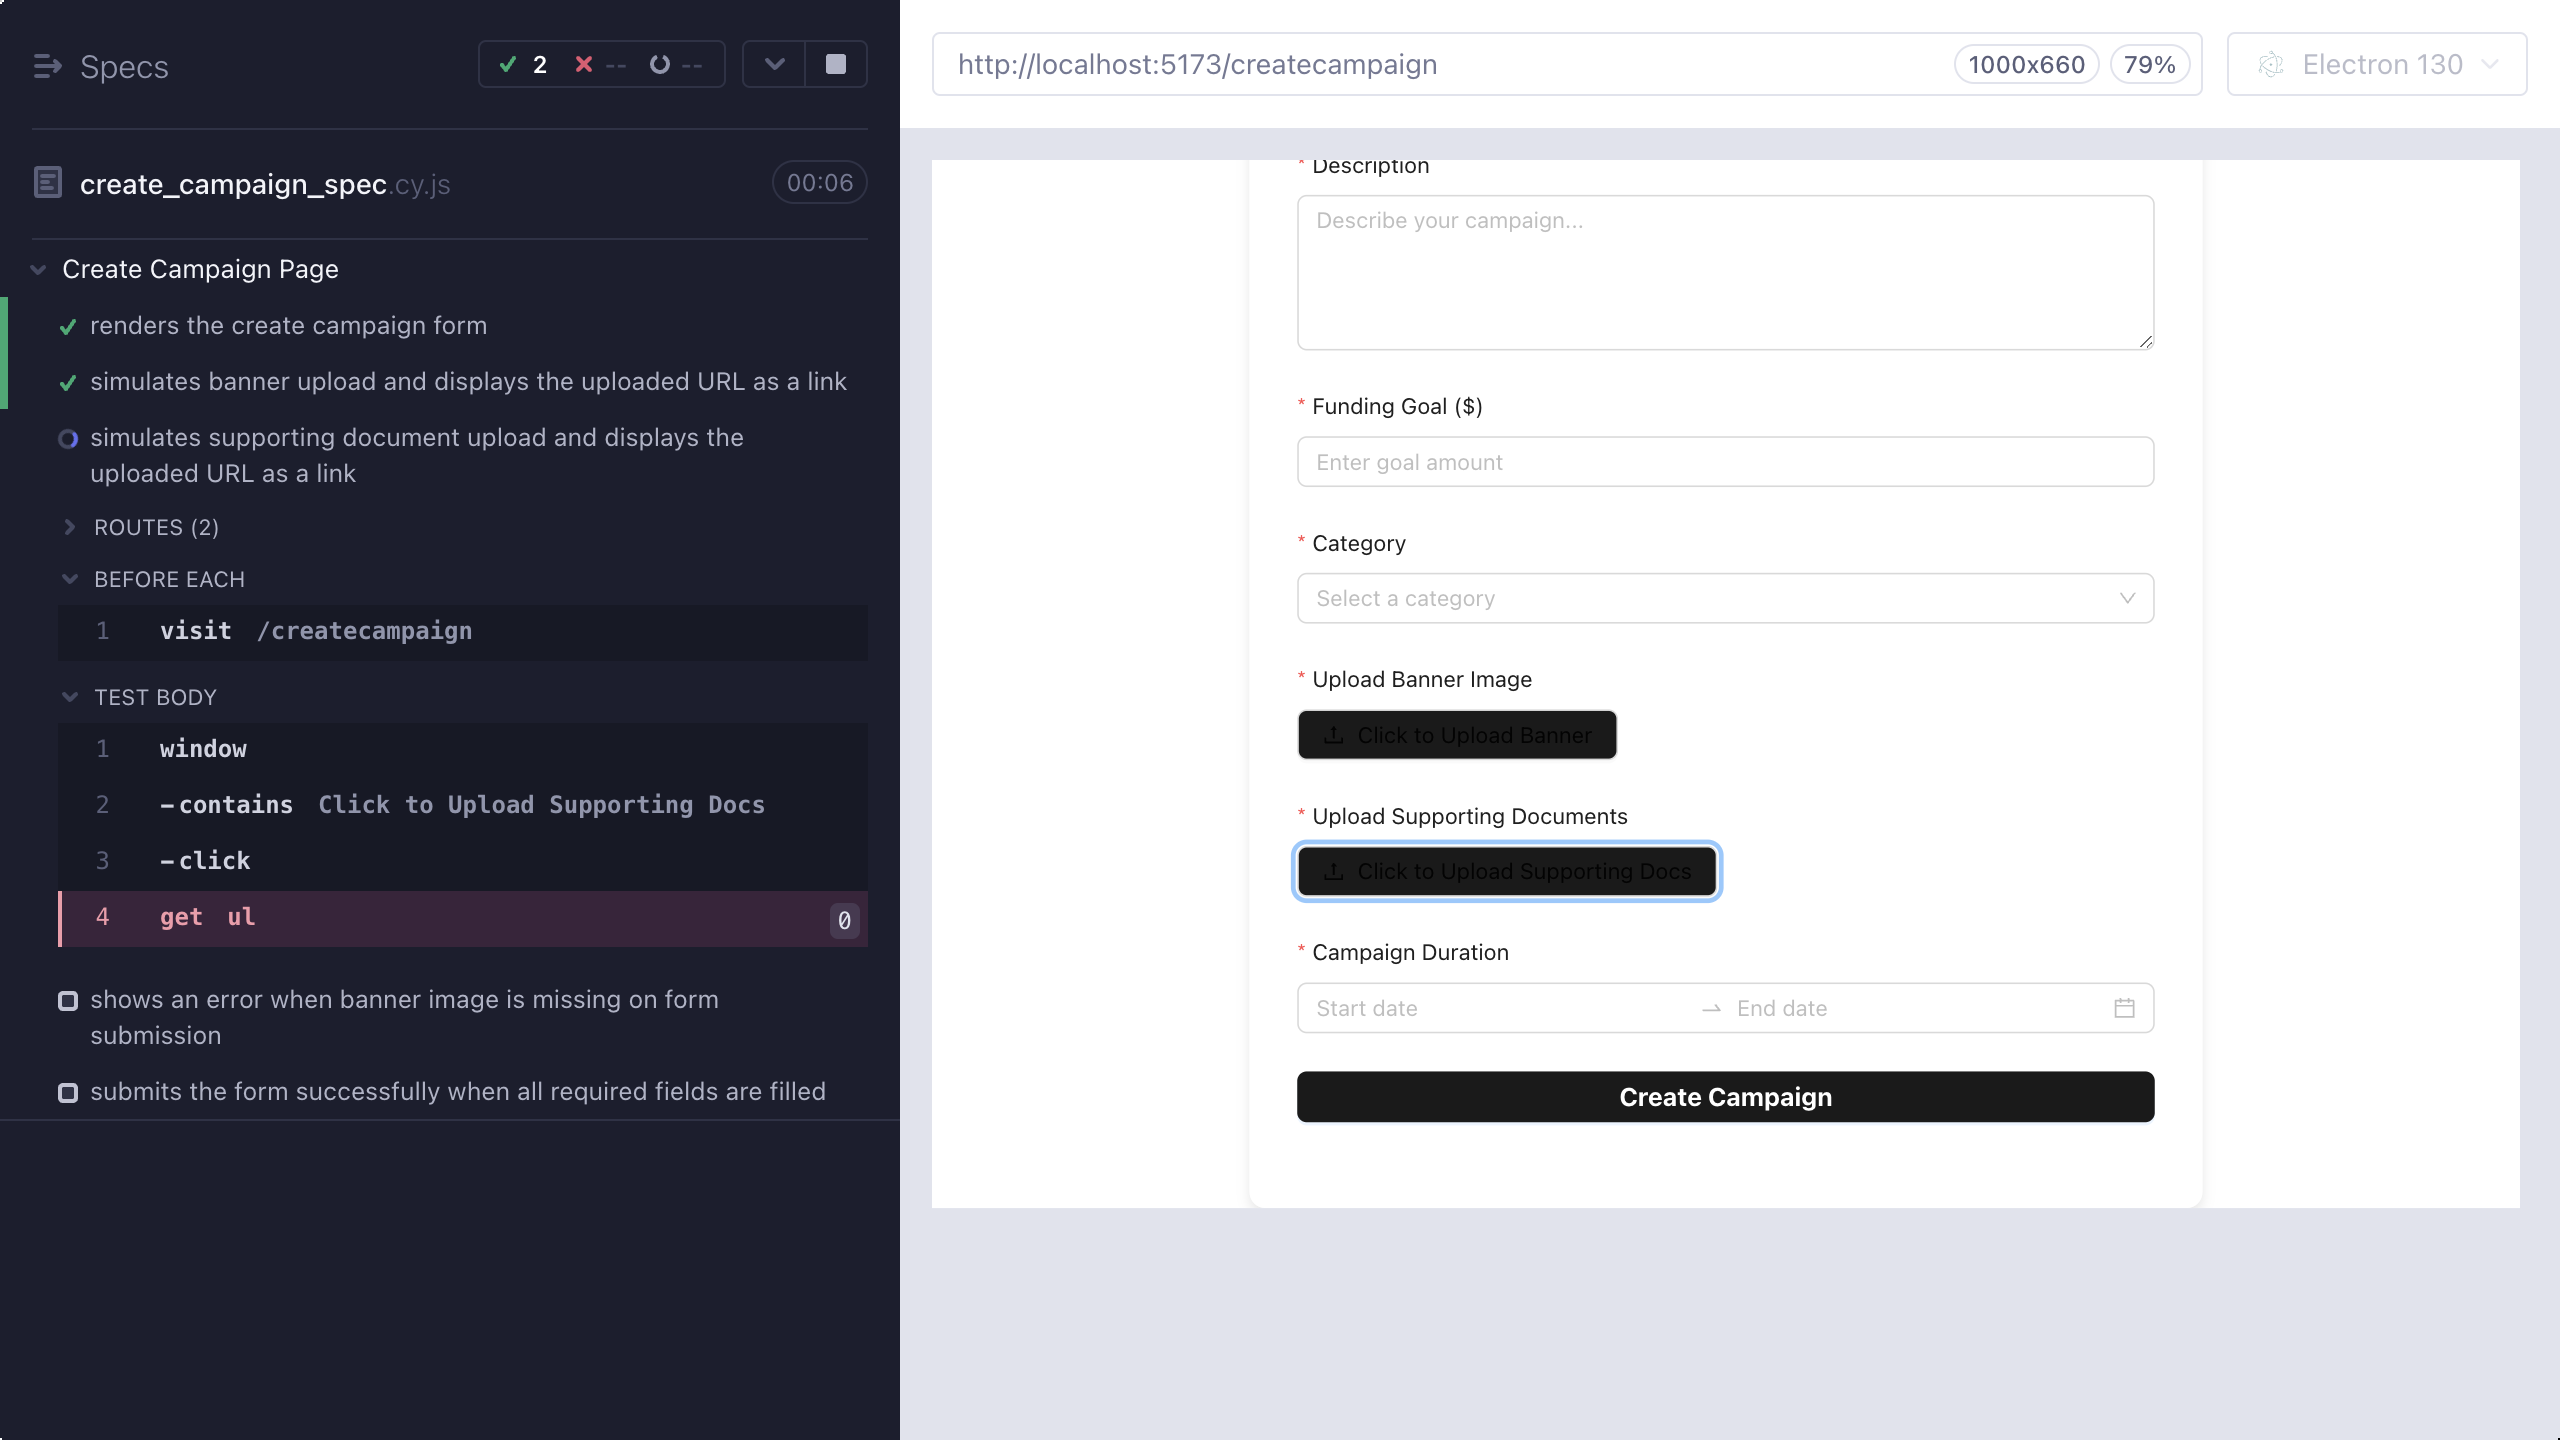 Specs
2 -- --
create_campaign_spec.cy.js
00:06
Create Campaign Page
renders the create campaign form
simulates banner upload and displays the uploaded URL as a link
simulates supporting document upload and displays the
uploaded URL as a link
ROUTES (2)
BEFORE EACH
1 visit /createcampaign
TEST BODY
1 window
2 -contains Click to Upload Supporting Docs
3 -click
4 get ul 0
shows an error when banner image is missing on form
submission
submits the form successfully when all required fields are filled
http://localhost:5173/createcampaign
1000x660
79%
Electron 130
* Description
Describe your campaign...
* Funding Goal ($)
Enter goal amount
* Category
Select a category
* Upload Banner Image
Click to Upload Banner
* Upload Supporting Documents
Click to Upload Supporting Docs
* Campaign Duration
Start date → End date
Create Campaign